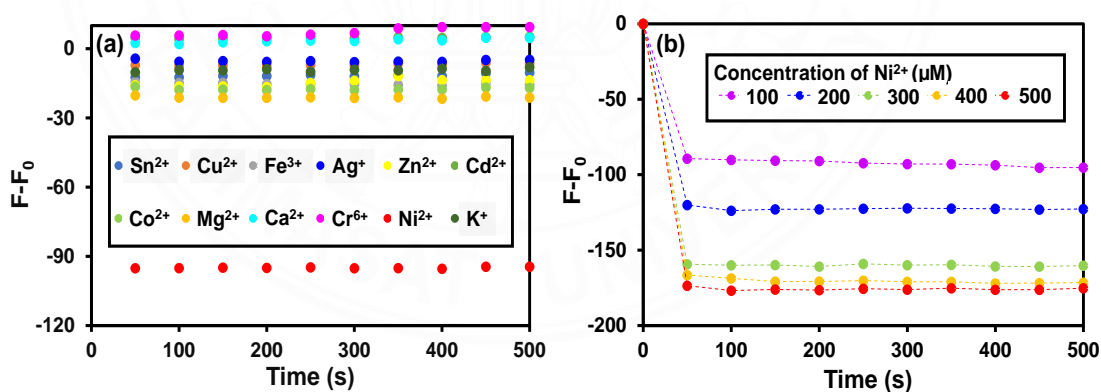 (a)
0
-30
-60
-90
-120
F-F₀
Sn²⁺ Cu²⁺ Fe³⁺ Ag⁺ Zn²⁺ Cd²⁺
Co²⁺ Mg²⁺ Ca²⁺ Cr⁶⁺ Ni²⁺ K⁺
0 100 200 300 400 500
Time (s)
(b)
0
-50
-100
-150
-200
F-F₀
Concentration of Ni²⁺ (µM)
100 200 300 400 500
0 100 200 300 400 500
Time (s)